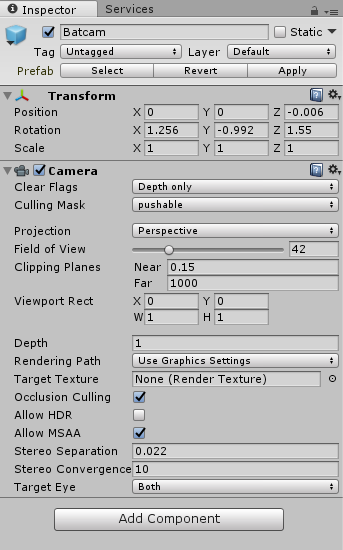 Inspector Services
Batcam Static
Tag Untagged Layer Default
Prefab Select Revert Apply
Transform
Position X 0 Y 0 Z -0.006
Rotation X 1.256 Y -0.992 Z 1.55
Scale X 1 Y 1 Z 1
Camera
Clear Flags Depth only
Culling Mask pushable
Projection Perspective
Field of View 42
Clipping Planes Near 0.15
Far 1000
Viewport Rect X 0 Y 0
W 1 H 1
Depth 1
Rendering Path Use Graphics Settings
Target Texture None (Render Texture)
Occlusion Culling
Allow HDR
Allow MSAA
Stereo Separation 0.022
Stereo Convergence 10
Target Eye Both
Add Component